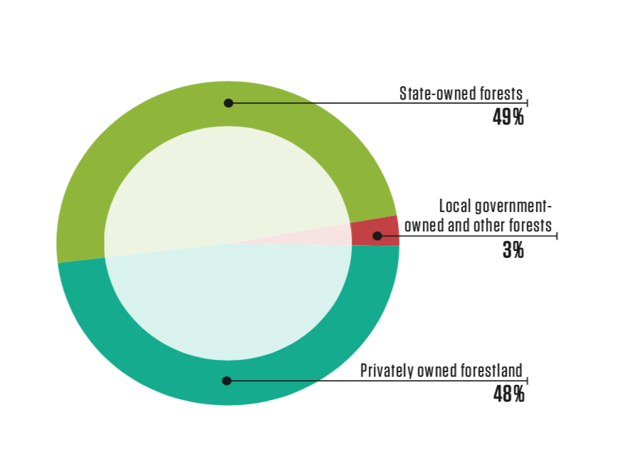 State-owned forests
49%
Local government-
owned and other forests
3%
Privately owned forestland
48%